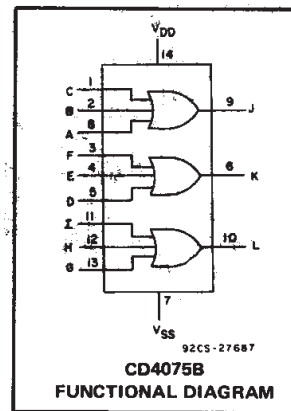 VDD
14
C 1
B 2
A 8
9 J
F 3
E 4
D 5
6 K
I 11
H 12
G 13
10 L
7
VSS
92CS-27687
CD4075B
FUNCTIONAL DIAGRAM